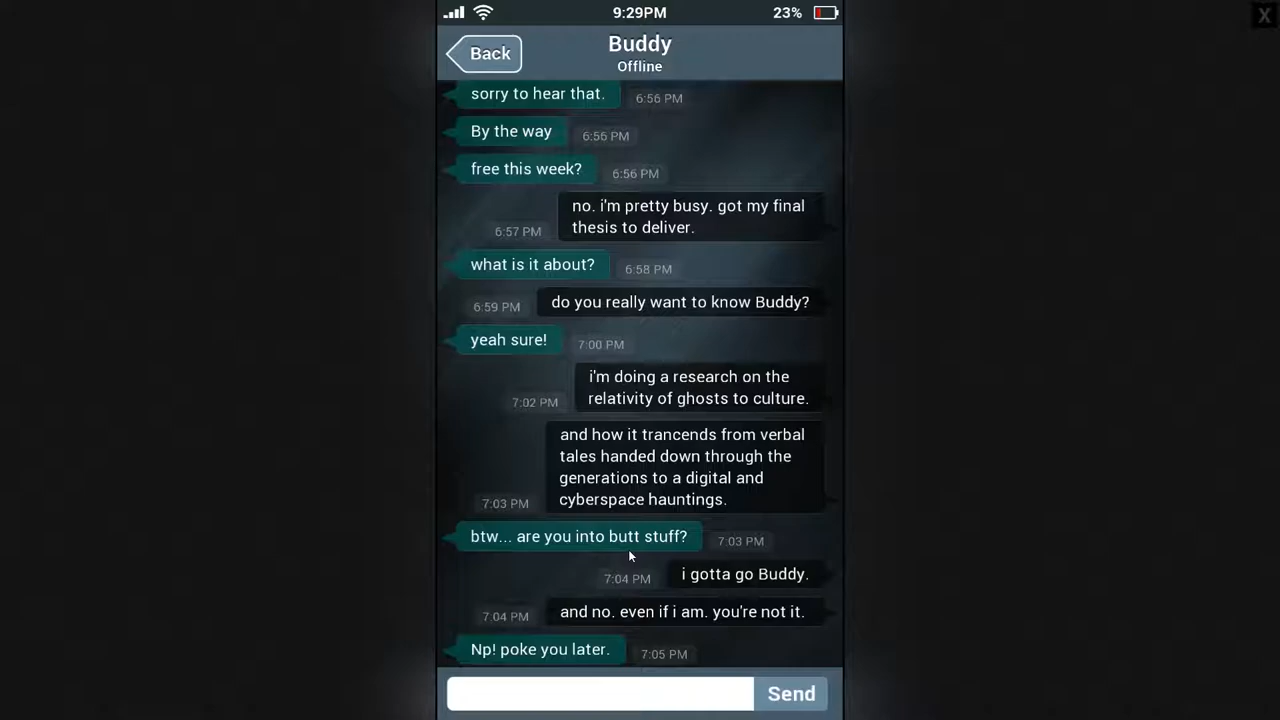 9:29PM
23%
X
Back
Buddy
Offline
sorry to hear that.
6:56 PM
By the way
6:56 PM
free this week?
6:56 PM
no. i'm pretty busy. got my final
thesis to deliver.
6:57 PM
what is it about?
6:58 PM
do you really want to know Buddy?
6:59 PM
yeah sure!
7:00 PM
i'm doing a research on the
relativity of ghosts to culture.
7:02 PM
and how it trancends from verbal
tales handed down through the
generations to a digital and
cyberspace hauntings.
7:03 PM
btw... are you into butt stuff?
7:03 PM
i gotta go Buddy.
7:04 PM
and no. even if i am. you're not it.
7:04 PM
Np! poke you later.
7:05 PM
Send